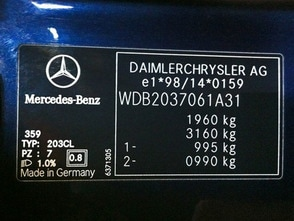 DAIMLERCHRYSLER AG
e1*98/14*0159
WDB2037061A31
1960 kg
3160 kg
1- 995 kg
2- 0990 kg
Mercedes-Benz
359
TYP: 203CL
PZ : 7
1.0% 0.8
Made in Germany
6371305